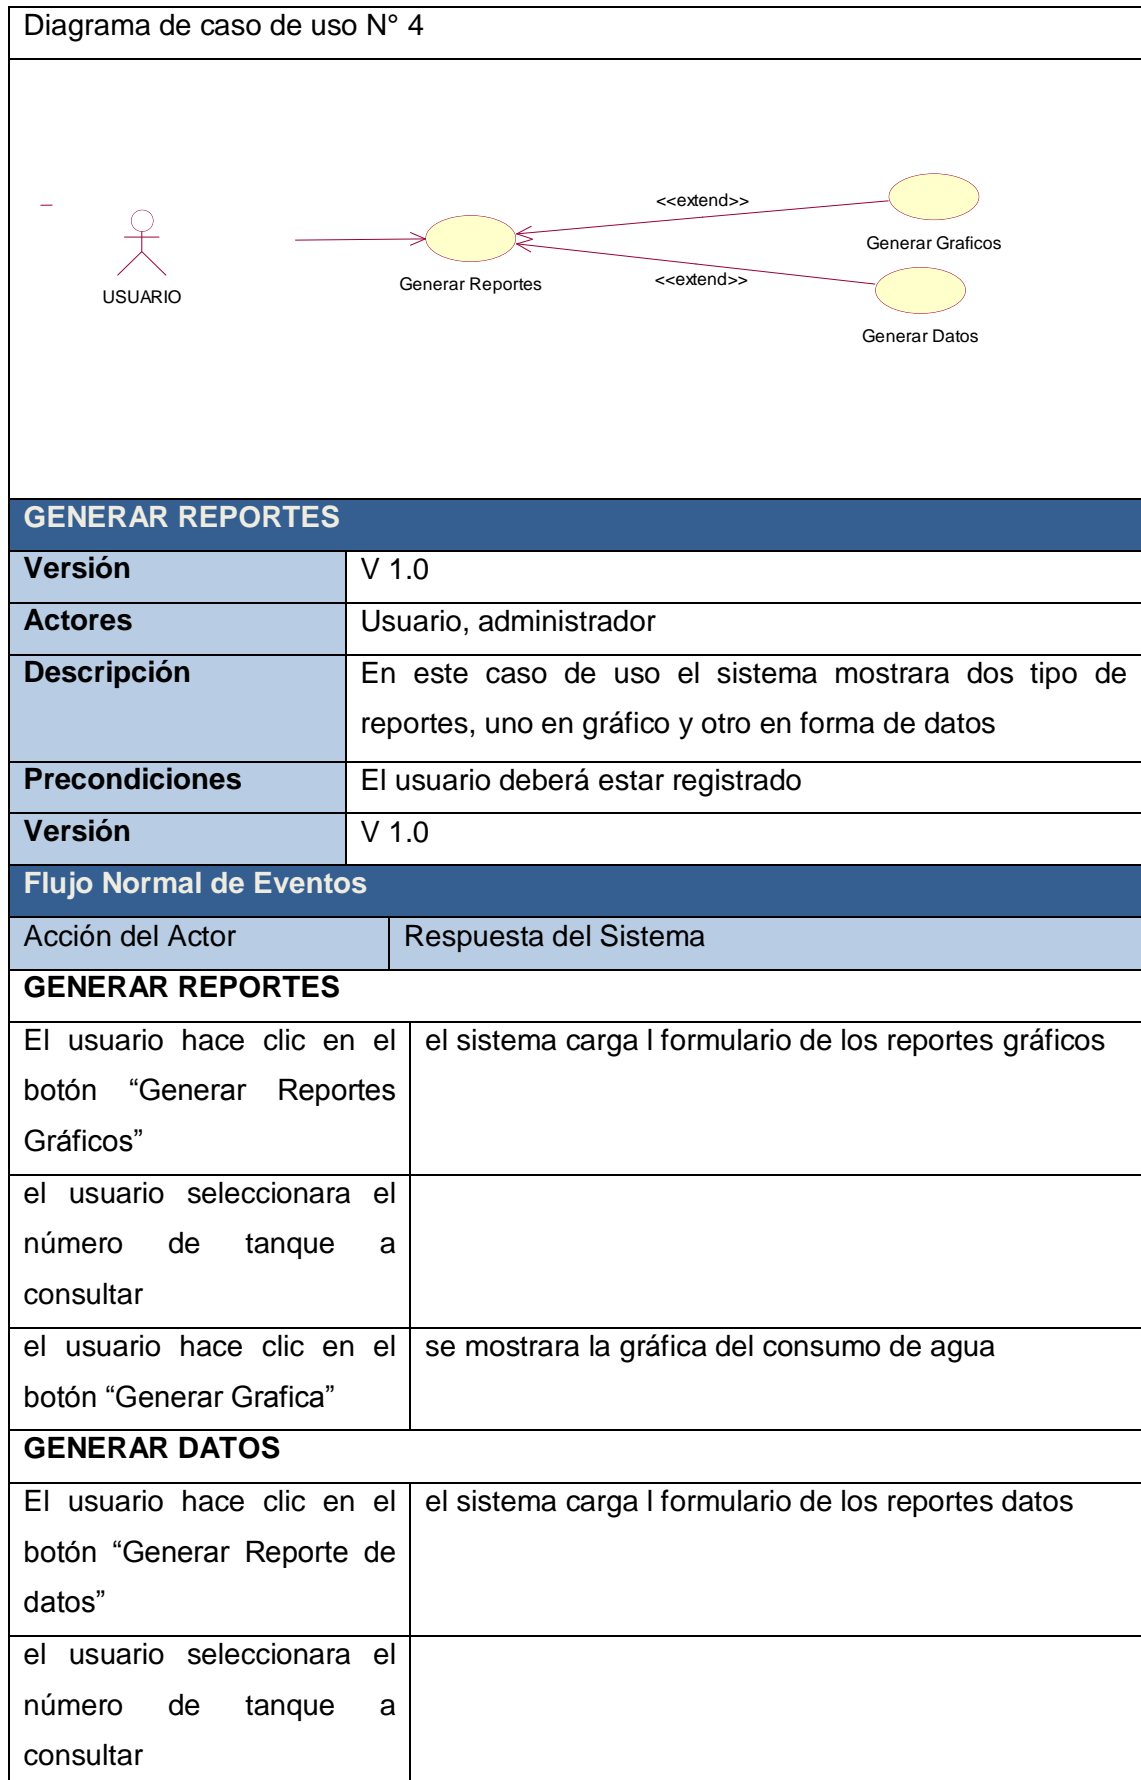 Diagrama de caso de uso N° 4
<<extend>>
Generar Graficos
USUARIO
Generar Reportes
<<extend>>
Generar Datos
GENERAR REPORTES
Versión V 1.0
Actores Usuario, administrador
Descripción En este caso de uso el sistema mostrara dos tipo de
reportes, uno en gráfico y otro en forma de datos
Precondiciones El usuario deberá estar registrado
Versión V 1.0
Flujo Normal de Eventos
Acción del Actor Respuesta del Sistema
GENERAR REPORTES
El usuario hace clic en el
botón “Generar Reportes
Gráficos”
el sistema carga l formulario de los reportes gráficos
el usuario seleccionara el
número de tanque a
consultar
el usuario hace clic en el
botón “Generar Grafica”
se mostrara la gráfica del consumo de agua
GENERAR DATOS
El usuario hace clic en el
botón “Generar Reporte de
datos”
el sistema carga l formulario de los reportes datos
el usuario seleccionara el
número de tanque a
consultar